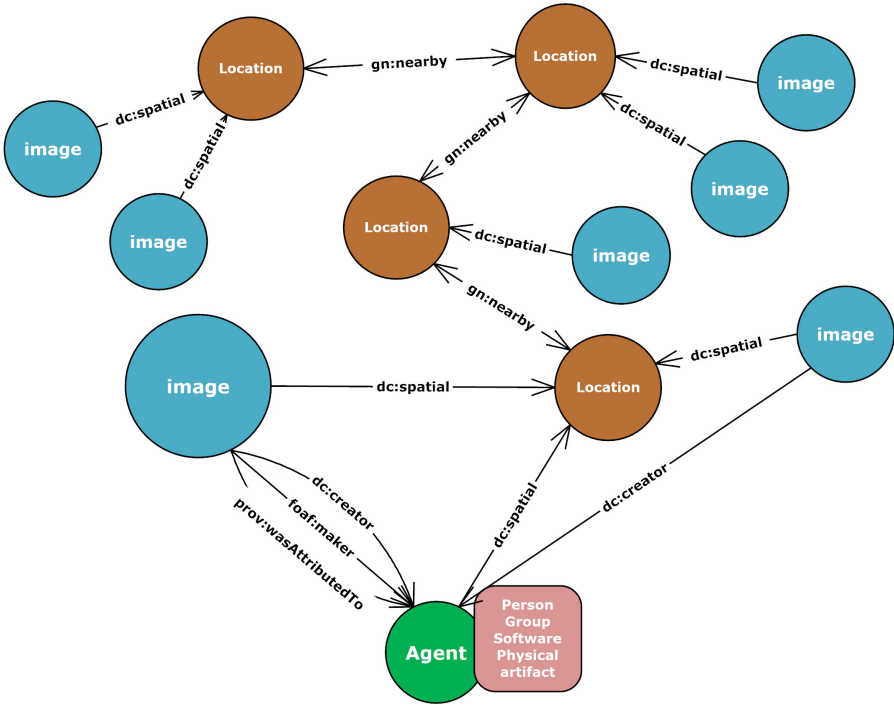 Location
gn:nearby
Location
dc:spatial
image
dc:spatial
image
dc:spatial
dc:spatial
image
gn:nearby
image
Location
dc:spatial
image
gn:nearby
image
dc:spatial
Location
dc:spatial
image
dc:creator
foaf:maker
prov:wasAttributedTo
dc:spatial
dc:creator
Agent
Person
Group
Software
Physical
artifact